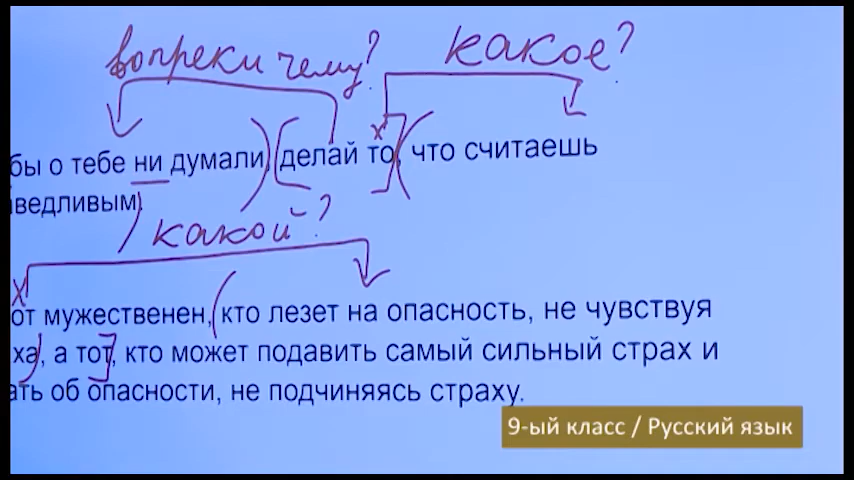 вопреки чему? какое?
бы о тебе ни думали, делай то, что считаешь
ведливым.
какой?
от мужественен, кто лезет на опасность, не чувствуя
ха, а тот, кто может подавить самый сильный страх и
ать об опасности, не подчиняясь страху.
9-ый класс / Русский язык